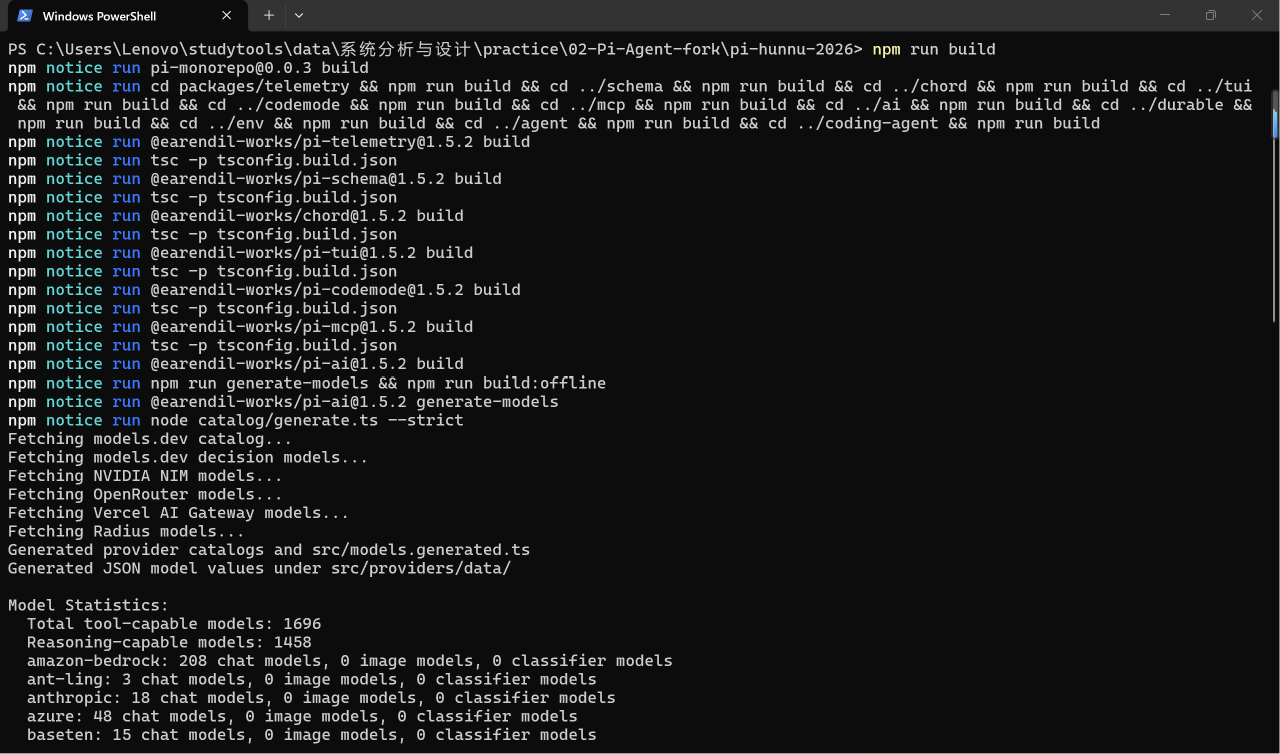 Windows PowerShell
PS C:\Users\Lenovo\studytools\data\系统分析与设计\practice\02-Pi-Agent-fork\pi-hunnu-2026> npm run build
npm notice run pi-monorepo@0.0.3 build
npm notice run cd packages/telemetry && npm run build && cd ../schema && npm run build && cd ../chord && npm run build && cd ../tui
&& npm run build && cd ../codemode && npm run build && cd ../mcp && npm run build && cd ../ai && npm run build && cd ../durable &&
npm run build && cd ../env && npm run build && cd ../agent && npm run build && cd ../coding-agent && npm run build
npm notice run @earendil-works/pi-telemetry@1.5.2 build
npm notice run tsc -p tsconfig.build.json
npm notice run @earendil-works/pi-schema@1.5.2 build
npm notice run tsc -p tsconfig.build.json
npm notice run @earendil-works/chord@1.5.2 build
npm notice run tsc -p tsconfig.build.json
npm notice run @earendil-works/pi-tui@1.5.2 build
npm notice run tsc -p tsconfig.build.json
npm notice run @earendil-works/pi-codemode@1.5.2 build
npm notice run tsc -p tsconfig.build.json
npm notice run @earendil-works/pi-mcp@1.5.2 build
npm notice run tsc -p tsconfig.build.json
npm notice run @earendil-works/pi-ai@1.5.2 build
npm notice run npm run generate-models && npm run build:offline
npm notice run @earendil-works/pi-ai@1.5.2 generate-models
npm notice run node catalog/generate.ts --strict
Fetching models.dev catalog...
Fetching models.dev decision models...
Fetching NVIDIA NIM models...
Fetching OpenRouter models...
Fetching Vercel AI Gateway models...
Fetching Radius models...
Generated provider catalogs and src/models.generated.ts
Generated JSON model values under src/providers/data/
Model Statistics:
Total tool-capable models: 1696
Reasoning-capable models: 1458
amazon-bedrock: 208 chat models, 0 image models, 0 classifier models
ant-ling: 3 chat models, 0 image models, 0 classifier models
anthropic: 18 chat models, 0 image models, 0 classifier models
azure: 48 chat models, 0 image models, 0 classifier models
baseten: 15 chat models, 0 image models, 0 classifier models